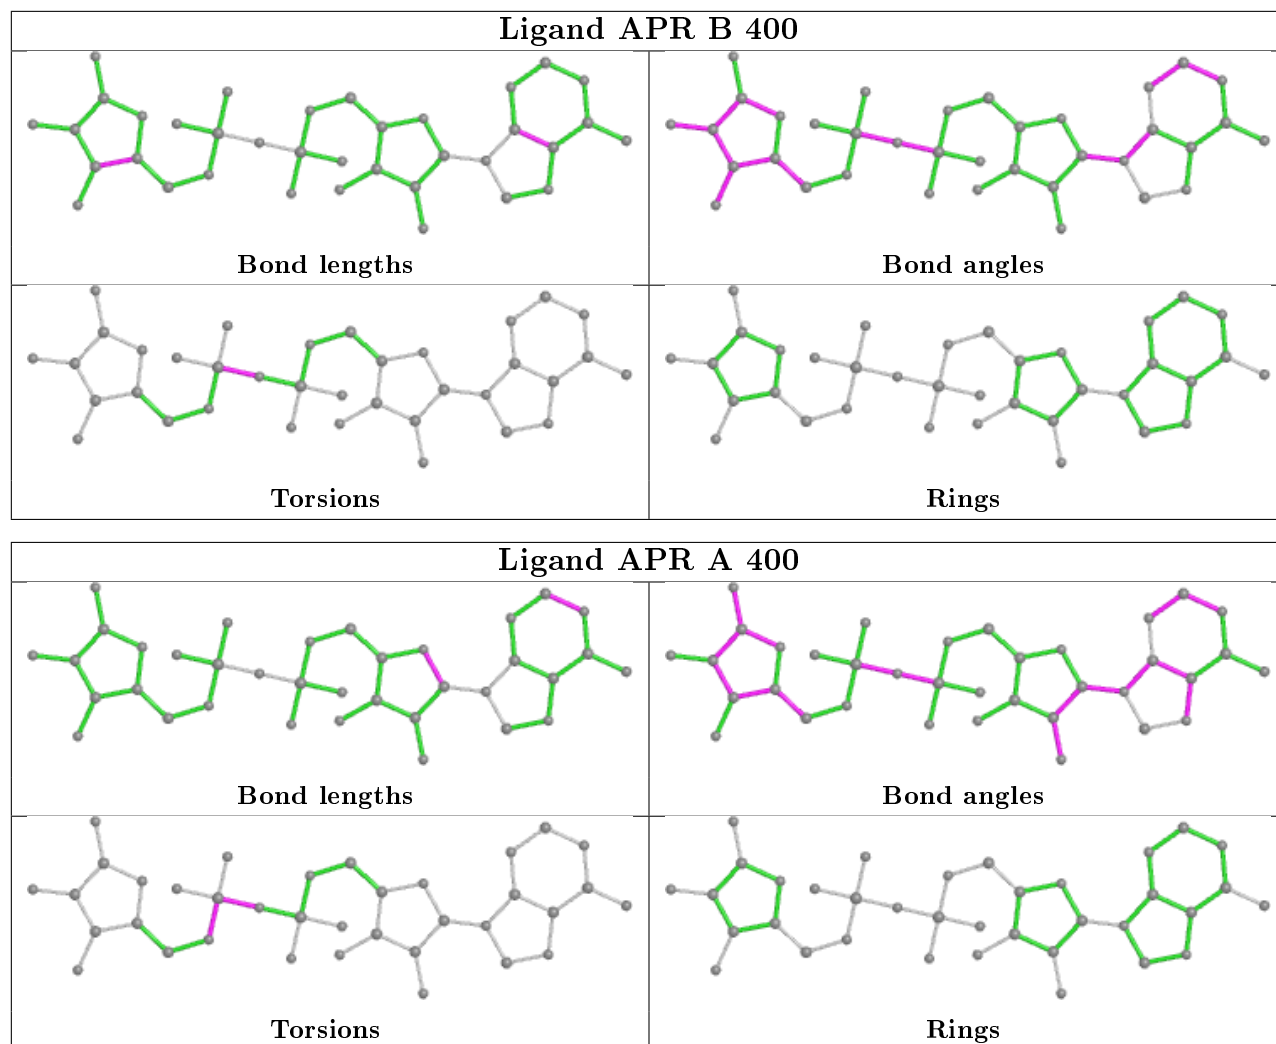 Ligand APR B 400
Bond lengths
Bond angles
Torsions
Rings
Ligand APR A 400
Bond lengths
Bond angles
Torsions
Rings